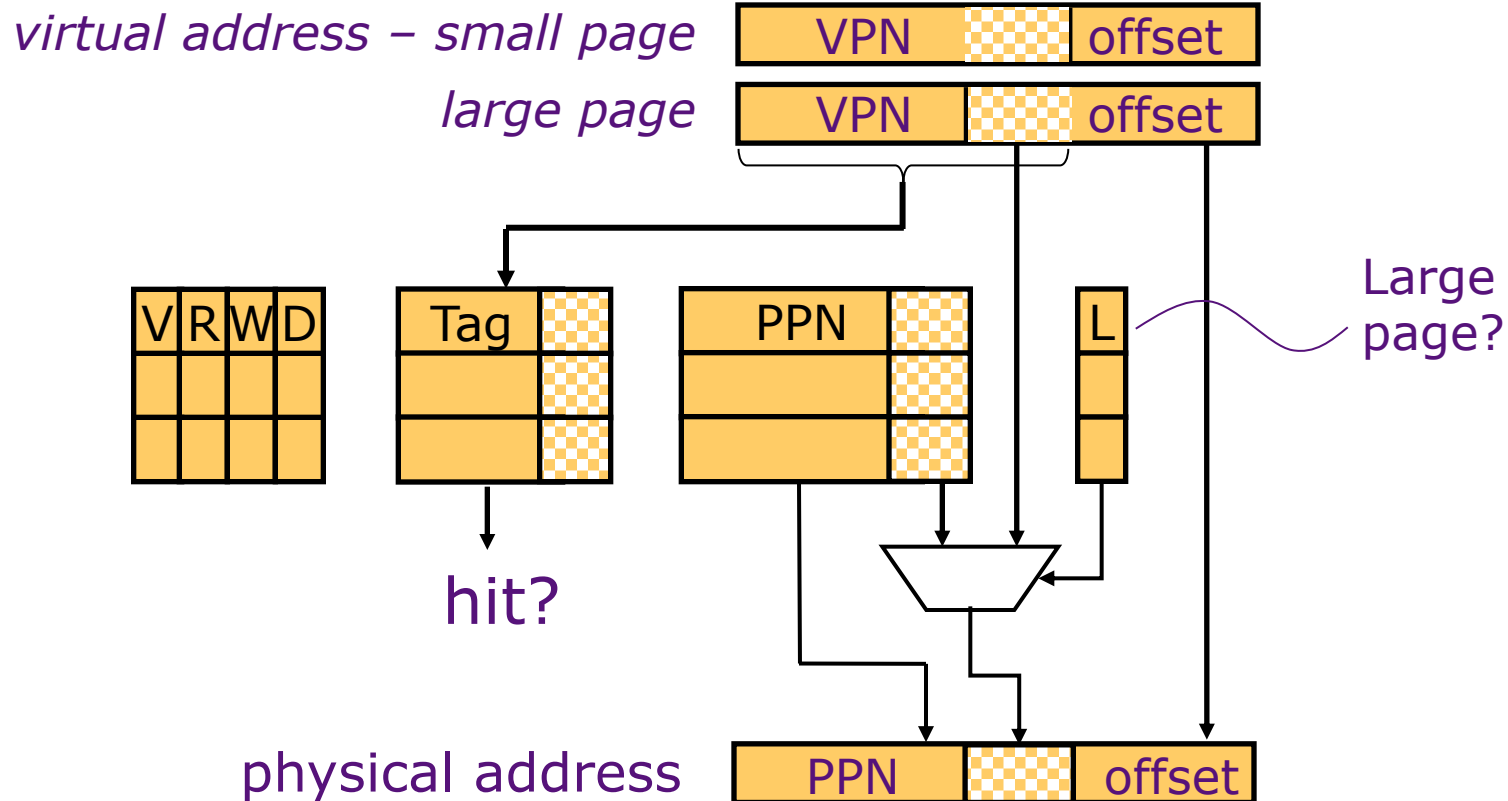 virtual address – small page
VPN offset
large page
VPN offset
V R W D
Tag
PPN
L
Large
page?
hit?
physical address
PPN offset